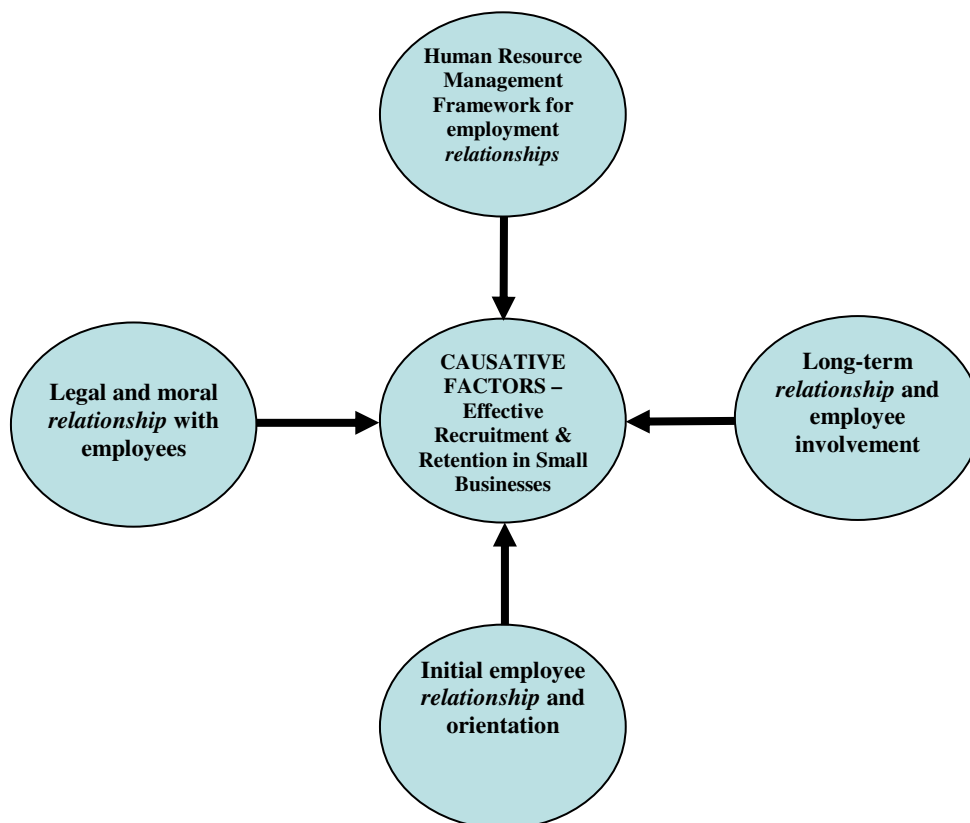 Human Resource
Management
Framework for
employment
relationships
Legal and moral
relationship with
employees
CAUSATIVE
FACTORS –
Effective
Recruitment &
Retention in Small
Businesses
Long-term
relationship and
employee
involvement
Initial employee
relationship and
orientation